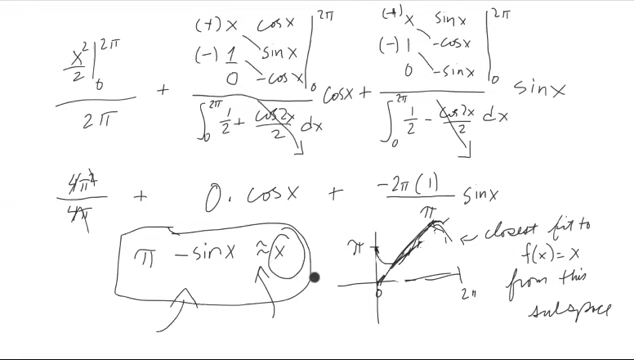 x²/2 |₀^2π / 2π + (+) x cos x (-) 1 sin x 0 -cos x |₀^2π / ∫₀^2π 1/2 + cos2x/2 dx cos x + (+) x sin x (-) 1 -cos x 0 -sin x |₀^2π / ∫₀^2π 1/2 - cos2x/2 dx sin x
4π²/4π + 0 · cos x + -2π(1)/π sin x
π - sin x ≈ x
π 0 2π
closest fit to
f(x) = x
from this
subspace